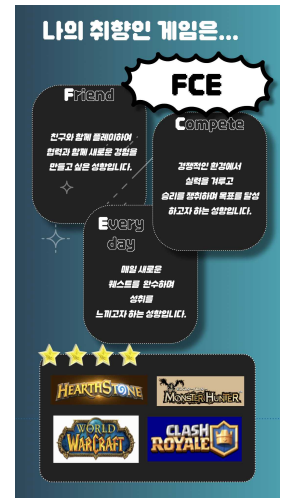 나의 취향인 게임은...
FCE
Friend
친구와 함께 플레이하여
협력과 함께 새로운 경험을
만들고 싶은 성향입니다.
Compete
경쟁적인 환경에서
실력을 겨루고
승리를 쟁취하여 목표를 달성
하고자 하는 성향입니다.
Every
day
매일 새로운
퀘스트를 완수하며
성취를
느끼고자 하는 성향입니다.
HEARTHSTONE
MONSTER HUNTER
WORLD
WARCRAFT
CLASH
ROYALE